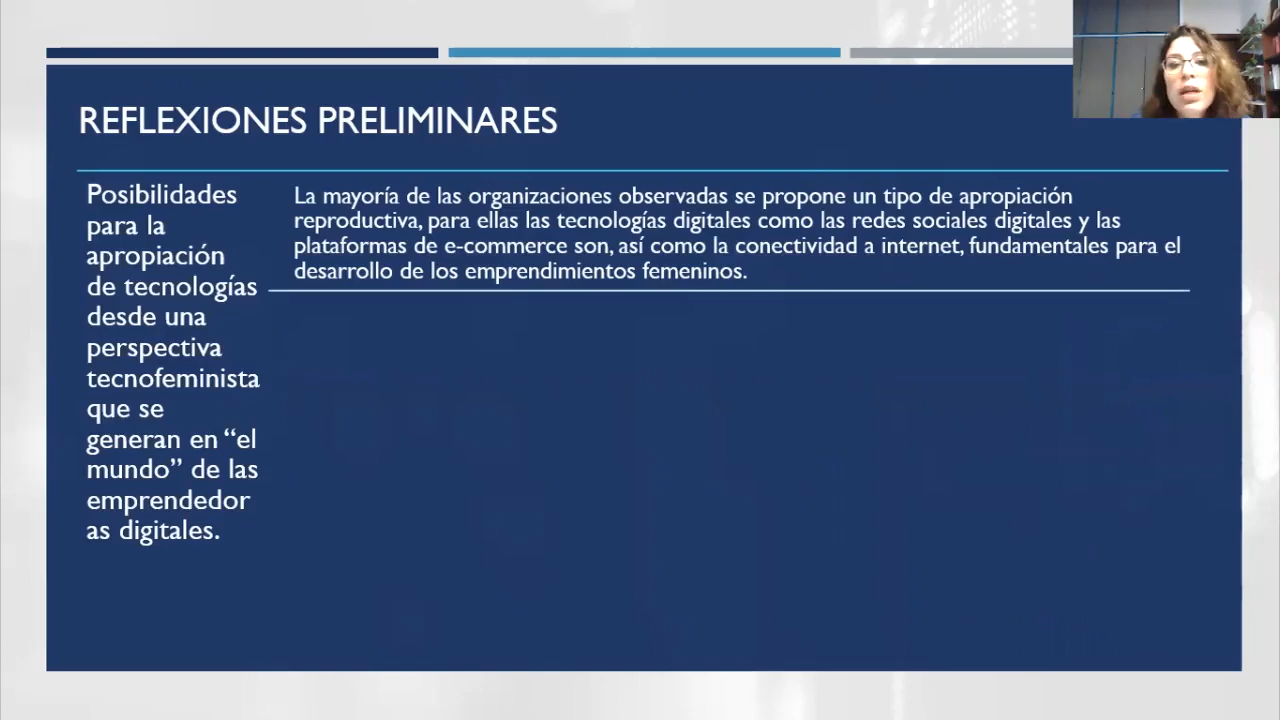 REFLEXIONES PRELIMINARES
Posibilidades
para la
apropiación
de tecnologías
desde una
perspectiva
tecnofeminista
que se
generan en “el
mundo” de las
emprendedor
as digitales.
La mayoría de las organizaciones observadas se propone un tipo de apropiación
reproductiva, para ellas las tecnologías digitales como las redes sociales digitales y las
plataformas de e-commerce son, así como la conectividad a internet, fundamentales para el
desarrollo de los emprendimientos femeninos.